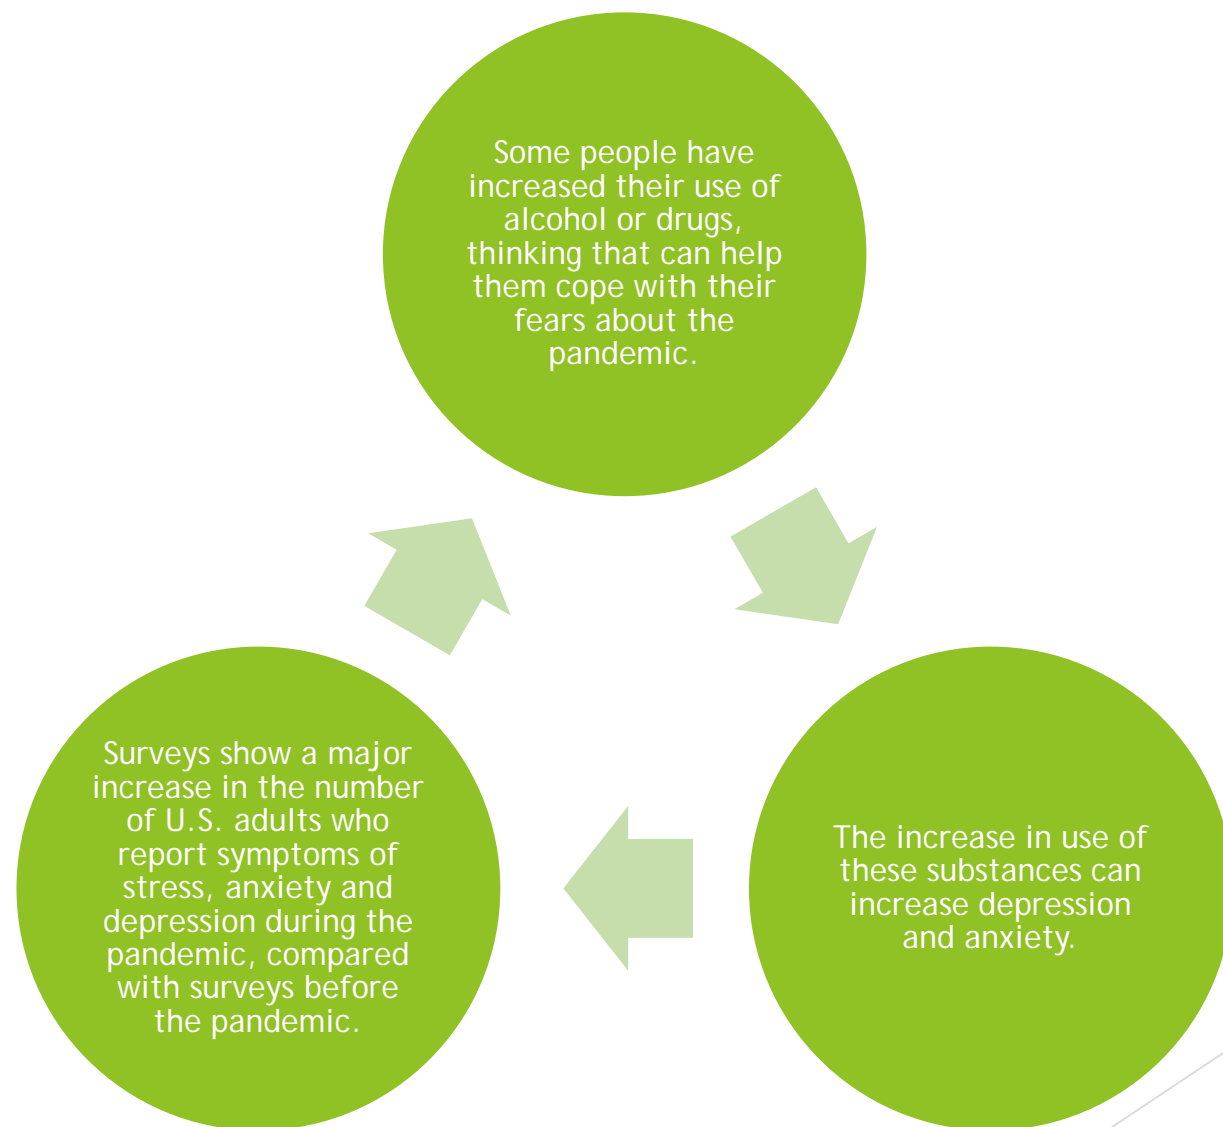 Some people have
increased their use of
alcohol or drugs,
thinking that can help
them cope with their
fears about the
pandemic.
The increase in use of
these substances can
increase depression
and anxiety.
Surveys show a major
increase in the number
of U.S. adults who
report symptoms of
stress, anxiety and
depression during the
pandemic, compared
with surveys before
the pandemic.